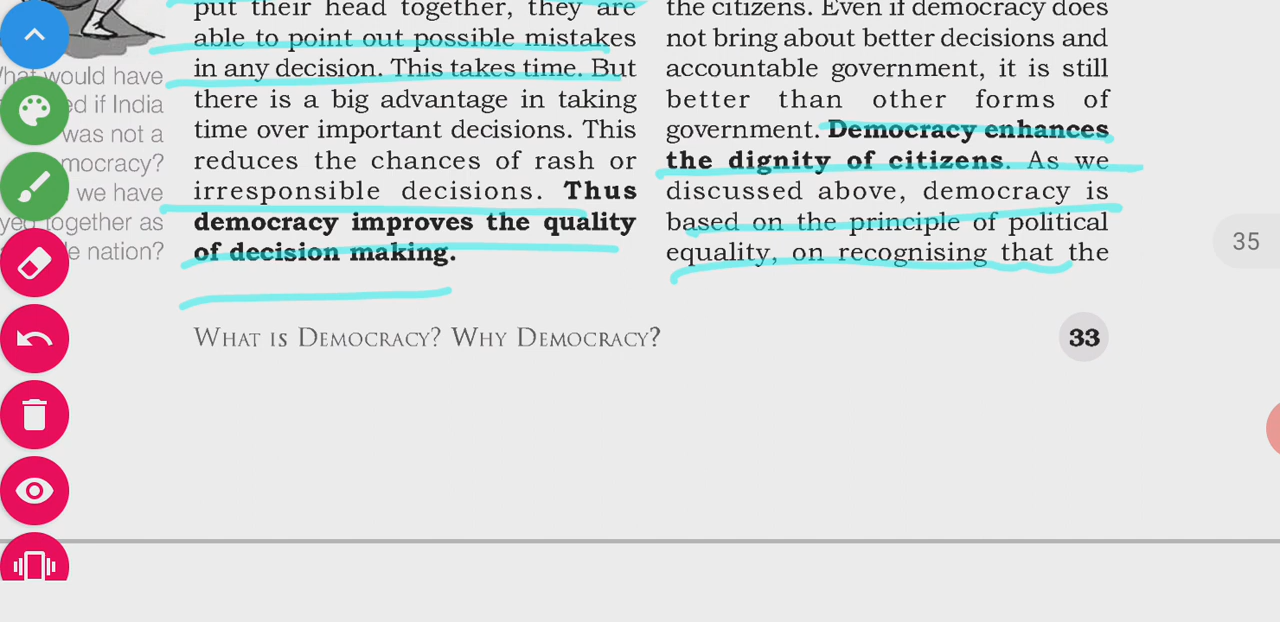 put their head together, they are
able to point out possible mistakes
in any decision. This takes time. But
there is a big advantage in taking
time over important decisions. This
reduces the chances of rash or
irresponsible decisions. Thus
democracy improves the quality
of decision making.
the citizens. Even if democracy does
not bring about better decisions and
accountable government, it is still
better than other forms of
government. Democracy enhances
the dignity of citizens. As we
discussed above, democracy is
based on the principle of political
equality, on recognising that the
would have
if India
was not a
we have
together as
nation?
35
WHAT IS DEMOCRACY? WHY DEMOCRACY?
33